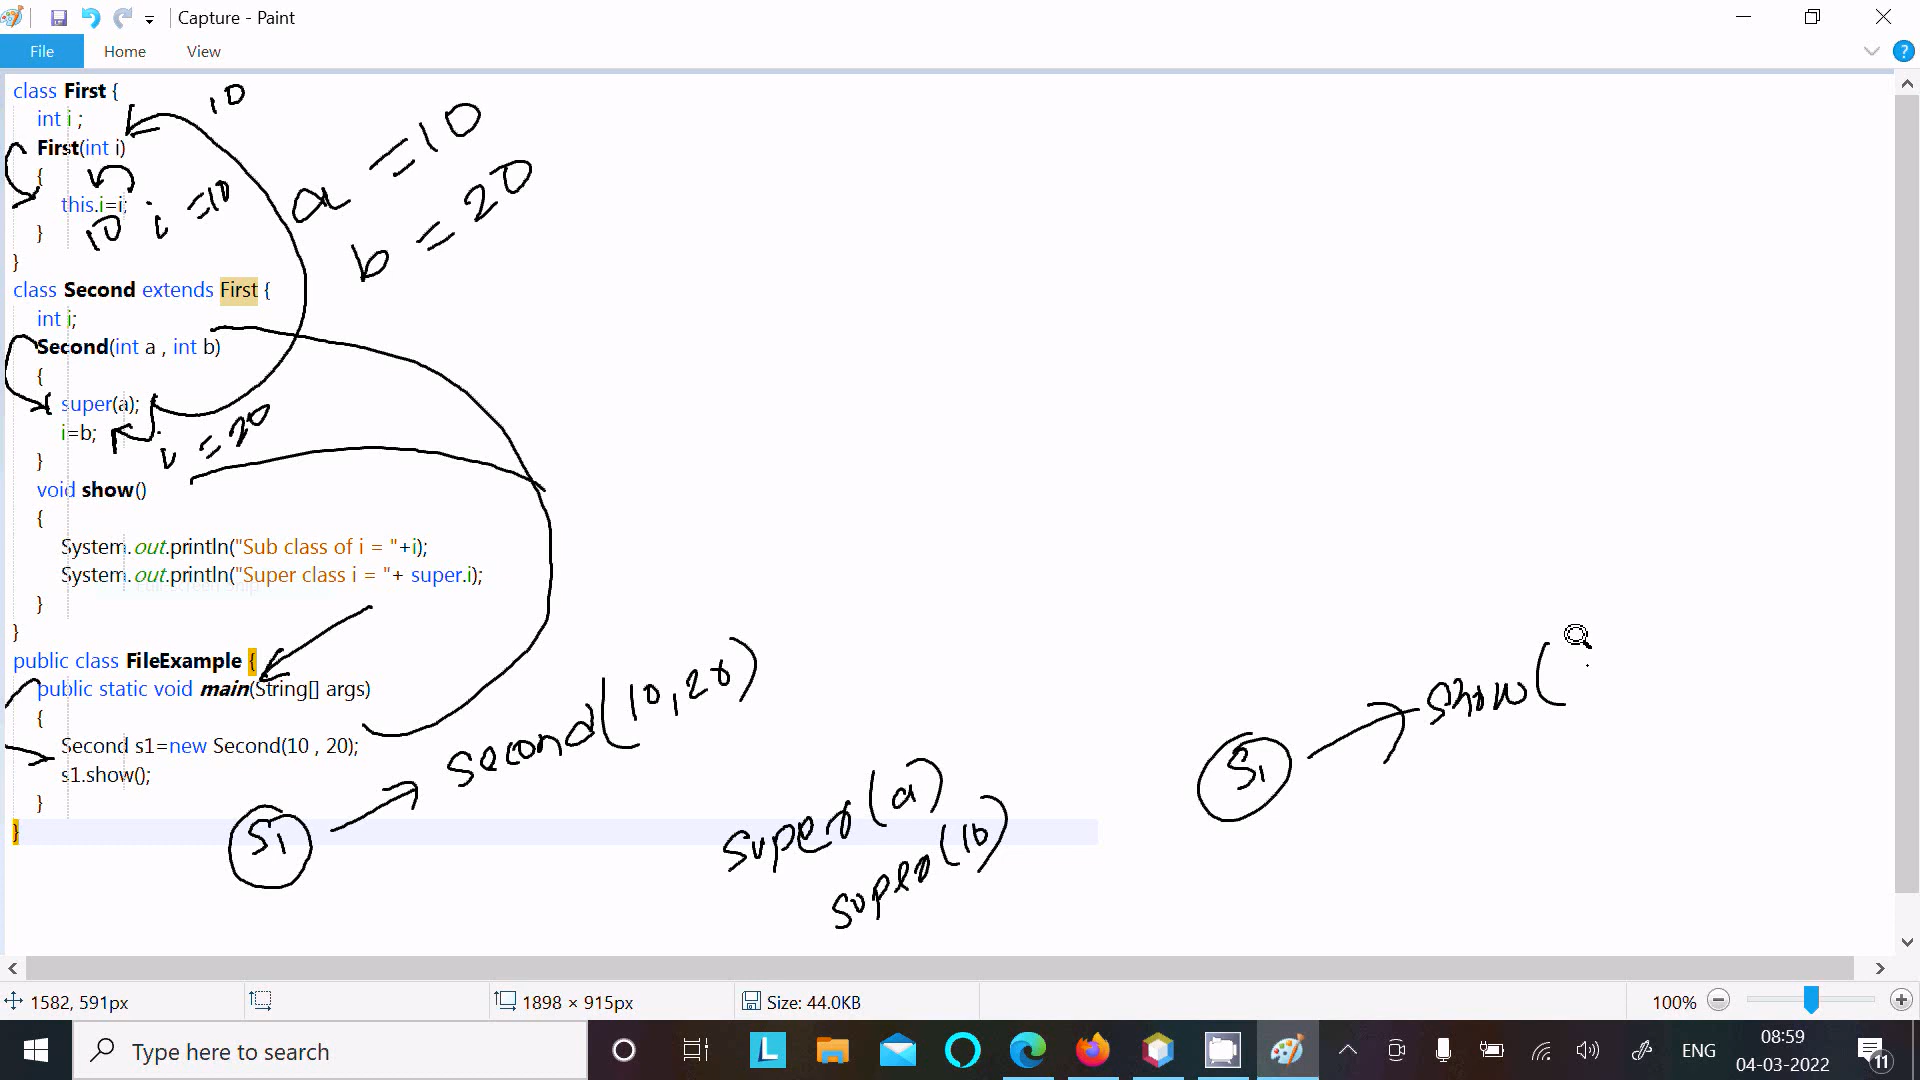 Capture - Paint
File Home View
class First {
int i ;
First(int i)
{
this.i=i;
}
}
class Second extends First {
int i;
Second(int a , int b)
{
super(a);
i=b;
}
void show()
{
System.out.println("Sub class of i = "+i);
System.out.println("Super class i = "+ super.i);
}
}
public class FileExample {
public static void main(String[] args)
{
Second s1=new Second(10 , 20);
s1.show();
}
}
10
10
i =10
a =10
b = 20
i =20
S1
second(10,20)
super(a)
super(10)
S1
show(
1582, 591px
1898 × 915px
Size: 44.0KB
100%
Type here to search
L
ENG
08:59
04-03-2022
11